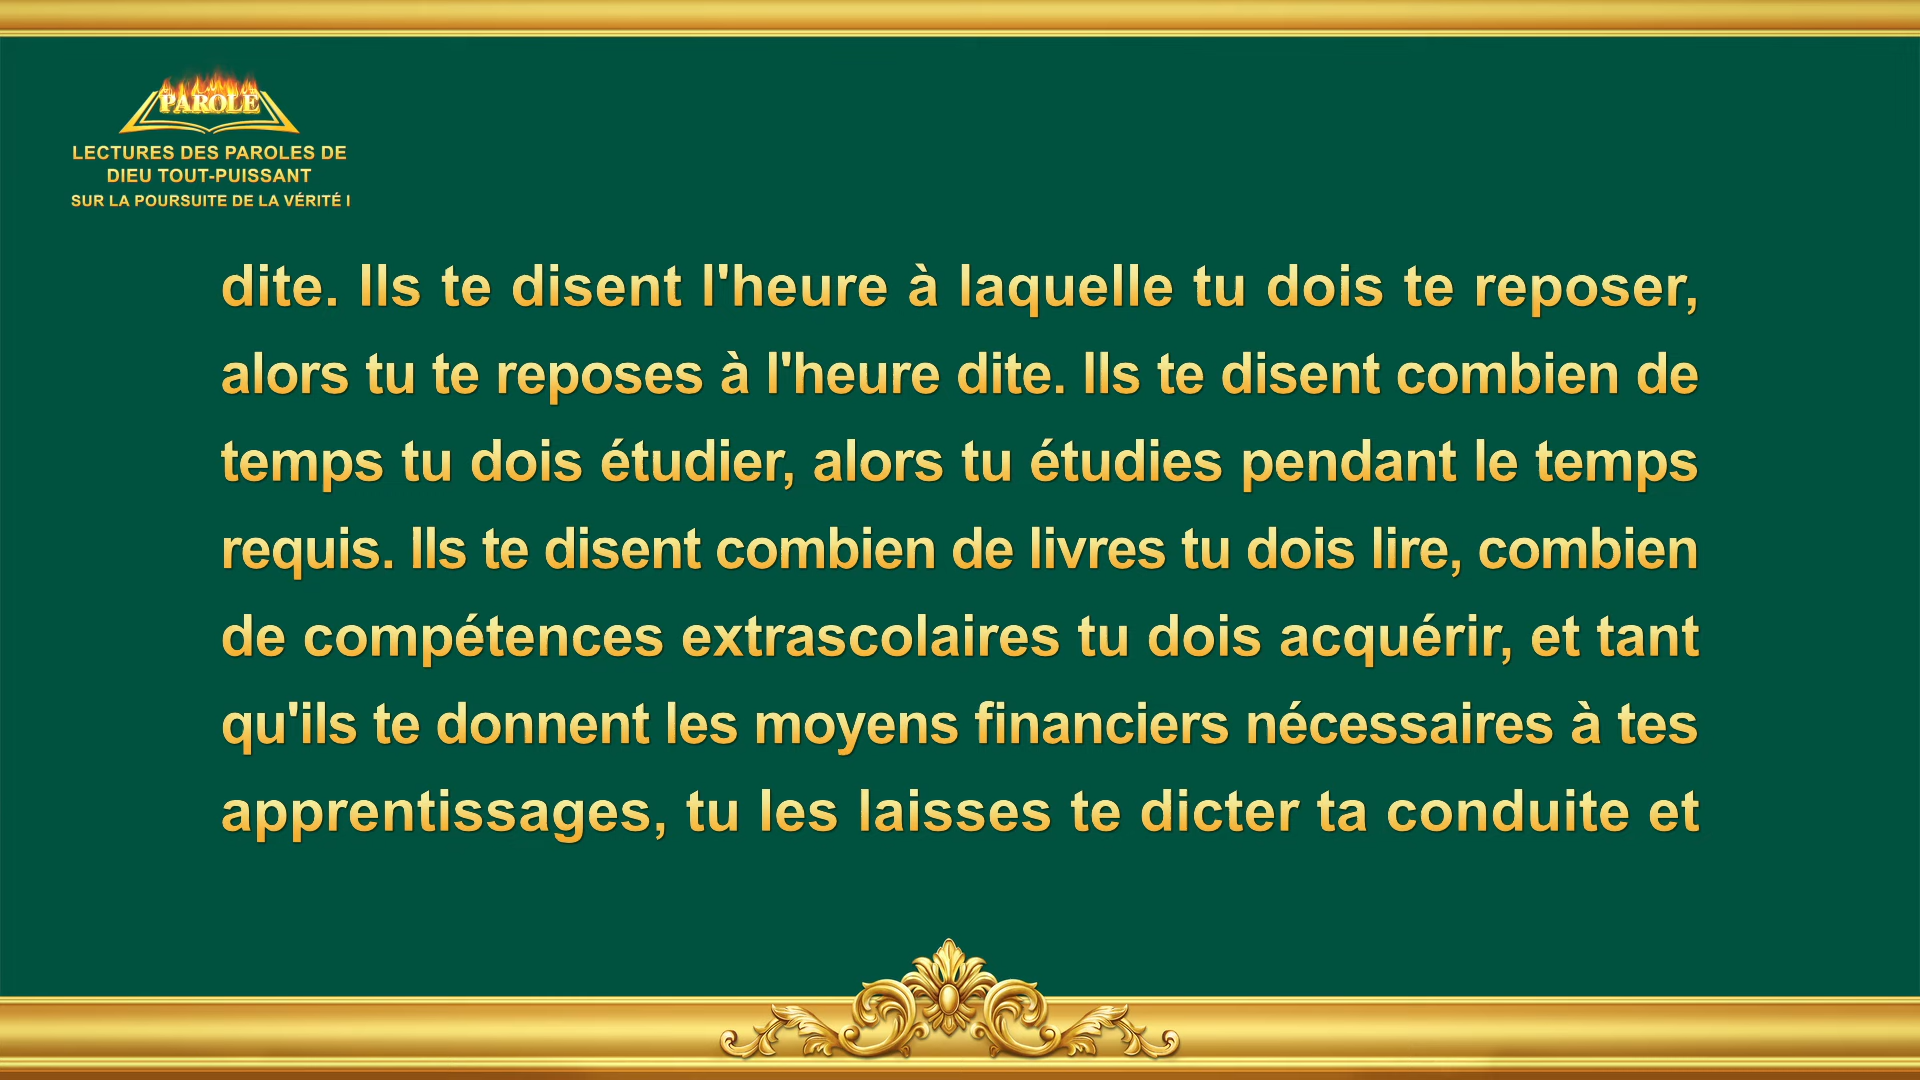 PAROLE
LECTURES DES PAROLES DE
DIEU TOUT-PUISSANT
SUR LA POURSUITE DE LA VÉRITÉ I
dite. Ils te disent l'heure à laquelle tu dois te reposer,
alors tu te reposes à l'heure dite. Ils te disent combien de
temps tu dois étudier, alors tu étudies pendant le temps
requis. Ils te disent combien de livres tu dois lire, combien
de compétences extrascolaires tu dois acquérir, et tant
qu'ils te donnent les moyens financiers nécessaires à tes
apprentissages, tu les laisses te dicter ta conduite et